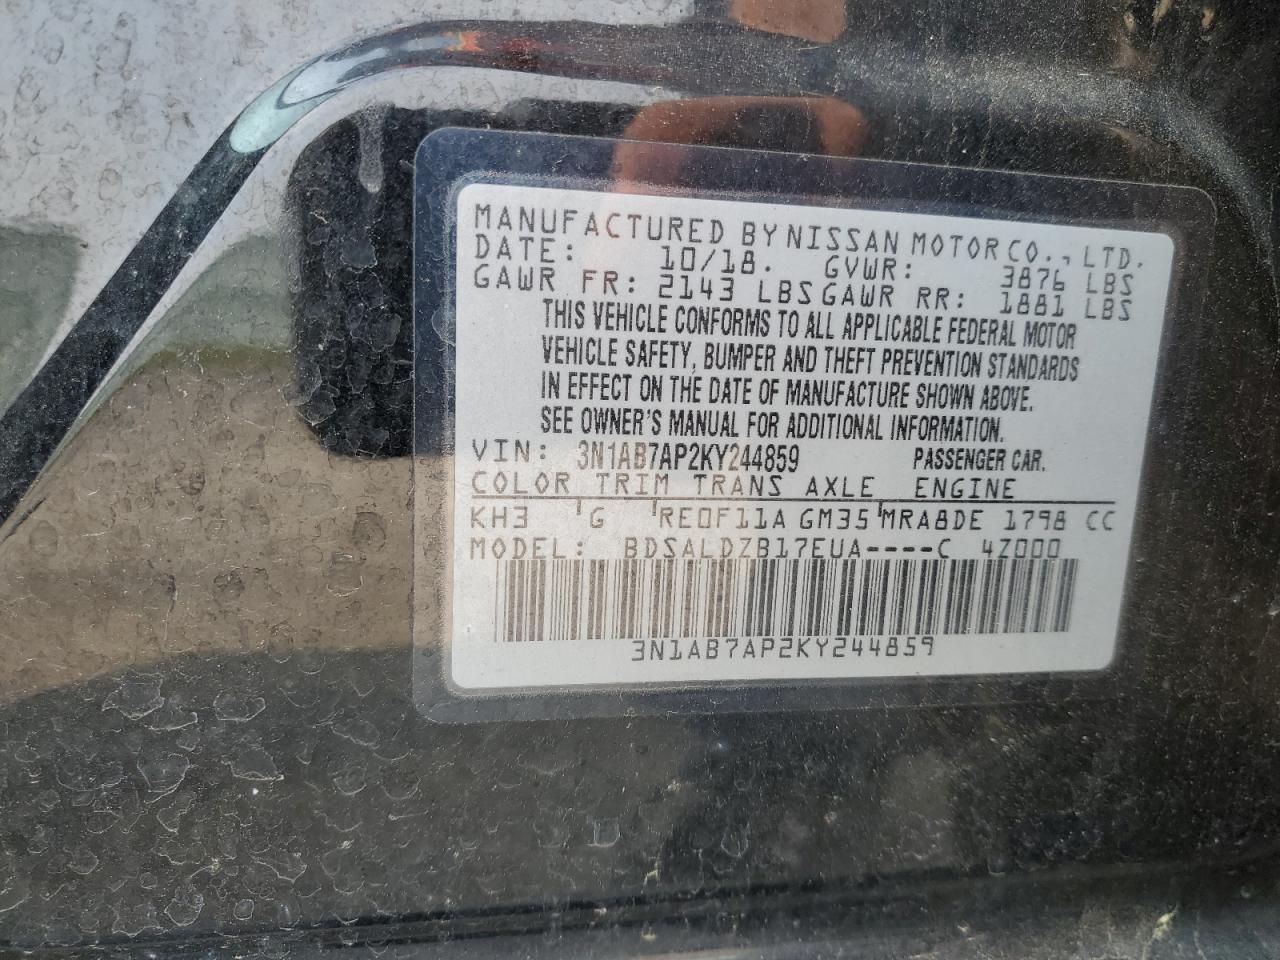 MANUFACTURED BY NISSAN MOTOR CO., LTD.
DATE: 10/18. GVWR: 3876 LBS
GAWR FR: 2143 LBS GAWR RR: 1881 LBS
THIS VEHICLE CONFORMS TO ALL APPLICABLE FEDERAL MOTOR
VEHICLE SAFETY, BUMPER AND THEFT PREVENTION STANDARDS
IN EFFECT ON THE DATE OF MANUFACTURE SHOWN ABOVE.
SEE OWNER'S MANUAL FOR ADDITIONAL INFORMATION.
VIN: 3N1AB7AP2KY244859 PASSENGER CAR.
COLOR TRIM TRANS AXLE ENGINE
KH3 G RE0F11A GM35 MRA8DE 1798 CC
MODEL: BDSALDZB17EUA----C 4Z000
3N1AB7AP2KY244859